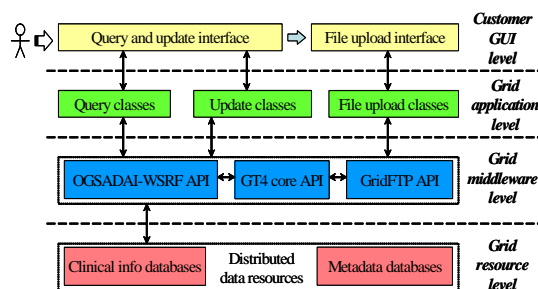 Customer
GUI
level
Query and update interface
File upload interface
Grid
application
level
Query classes
Update classes
File upload classes
Grid
middleware
level
OGSADAI-WSRF API
GT4 core API
GridFTP API
Grid
resource
level
Clinical info databases
Distributed
data resources
Metadata databases